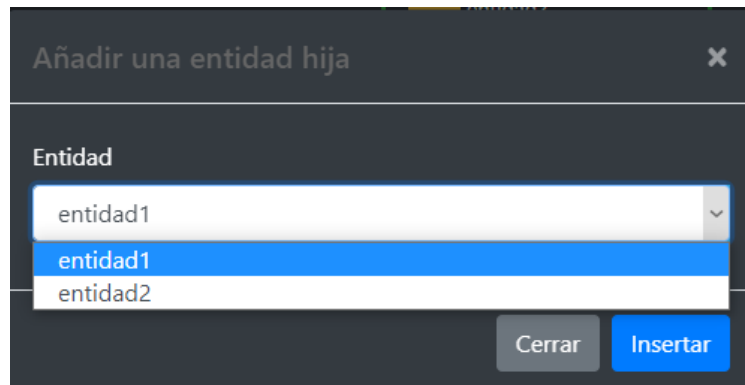 Añadir una entidad hija
×
Entidad
entidad1
entidad1
entidad2
Cerrar Insertar